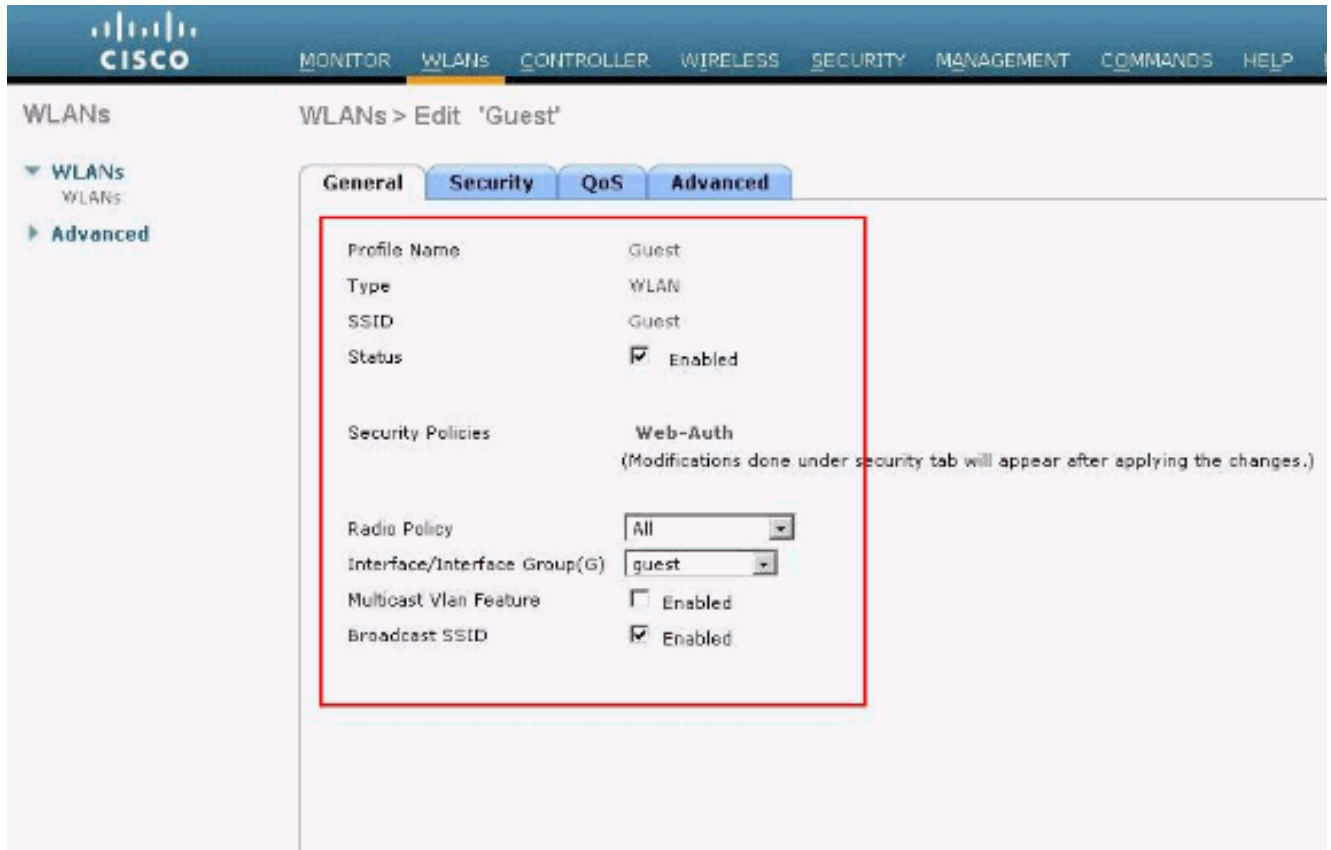 CISCO
MONITOR WLANs CONTROLLER WIRELESS SECURITY MANAGEMENT COMMANDS HELP
WLANs
WLANs > Edit 'Guest'
WLANs
WLANs
Advanced
General Security QoS Advanced
Profile Name Guest
Type WLAN
SSID Guest
Status Enabled
Security Policies Web-Auth
(Modifications done under security tab will appear after applying the changes.)
Radio Policy All
Interface/Interface Group(G) guest
Multicast Vlan Feature Enabled
Broadcast SSID Enabled